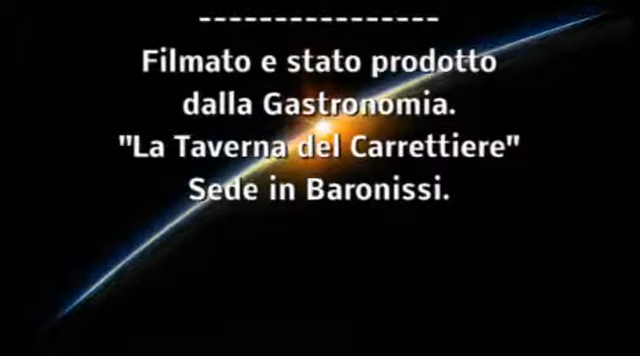 ----------------
Filmato e stato prodotto
dalla Gastronomia.
"La Taverna del Carrettiere"
Sede in Baronissi.